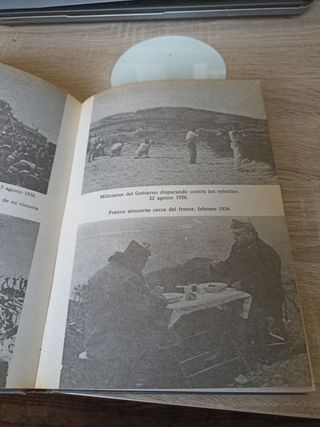 agosto 1936.
de su victoria
Milicianos del Gobierno disparando contra los rebeldes,
22 agosto 1936.
Franco almuerza cerca del frente, febrero 1936.